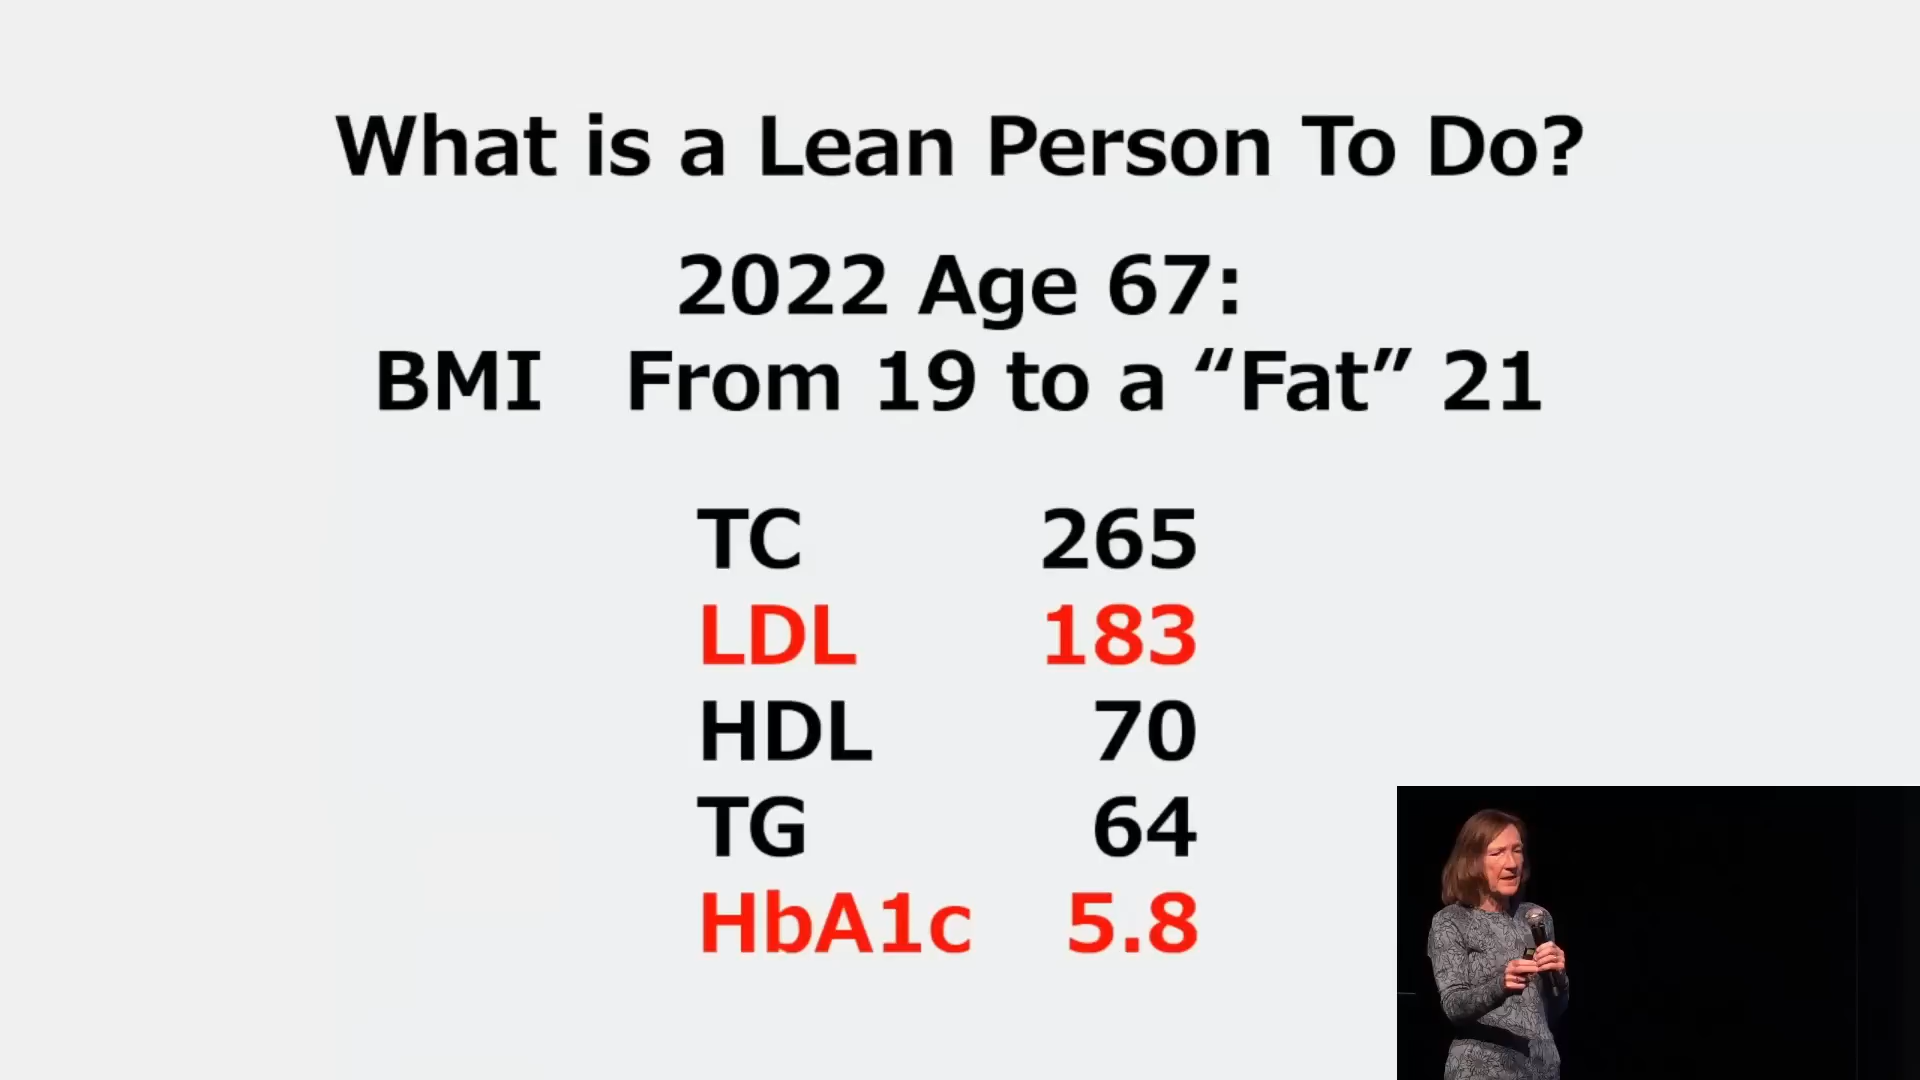 What is a Lean Person To Do?
2022 Age 67:
BMI From 19 to a “Fat” 21
TC 265
LDL 183
HDL 70
TG 64
HbA1c 5.8